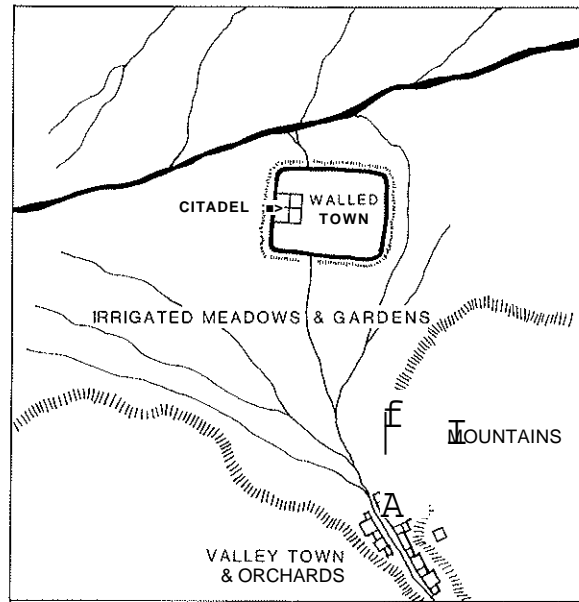 CITADEL
WALLED
TOWN
IRRIGATED MEADOWS & GARDENS
f
MOUNTAINS
A
VALLEY TOWN
& ORCHARDS